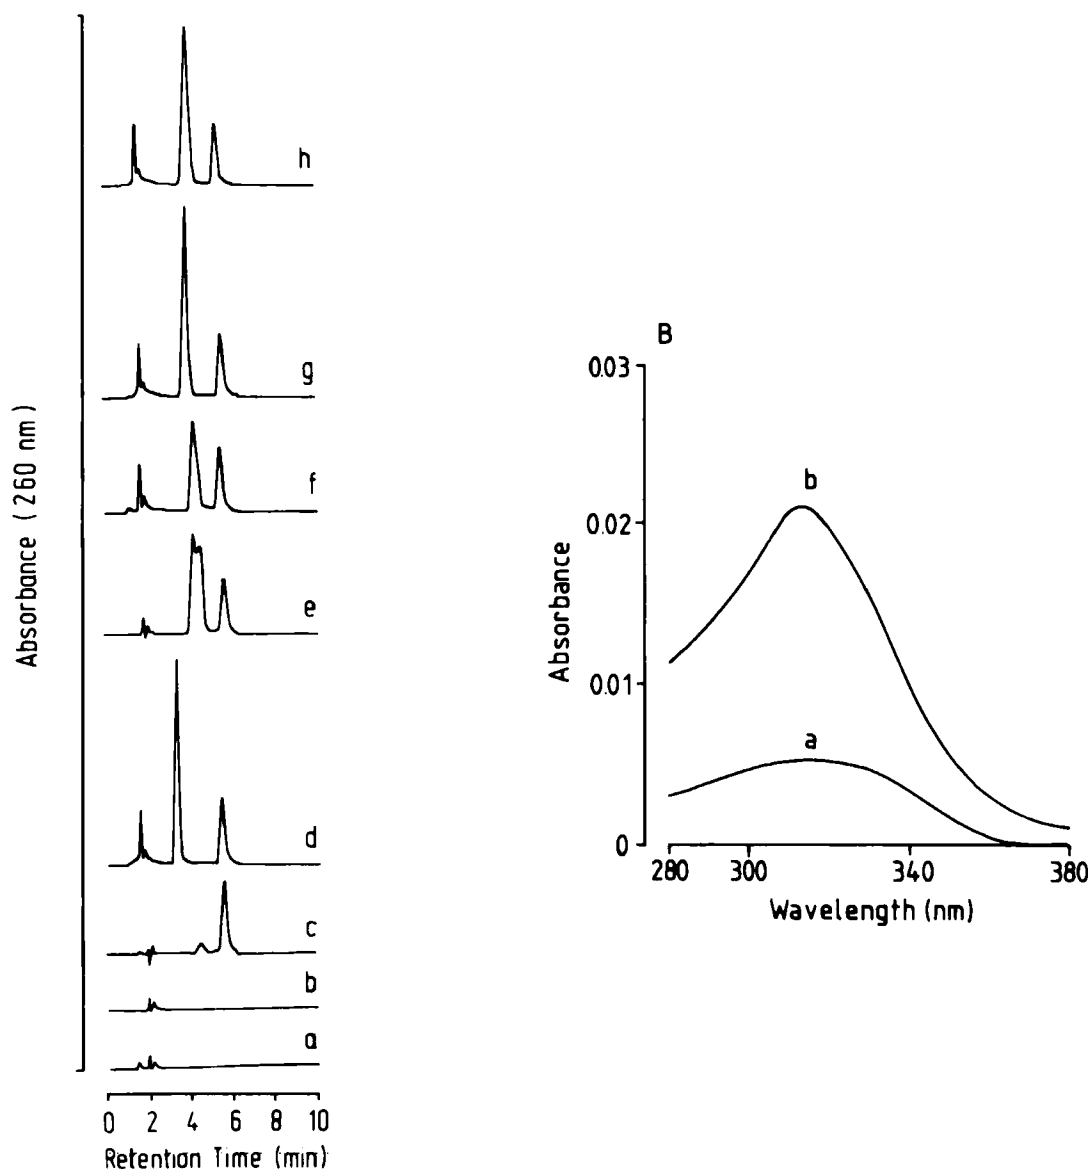 Absorbance (260 nm)
h
g
f
e
d
c
b
a
0 2 4 6 8 10
Retention Time (min)
B
0.03
0.02
0.01
0
Absorbance
b
a
280 300 340 380
Wavelength (nm)